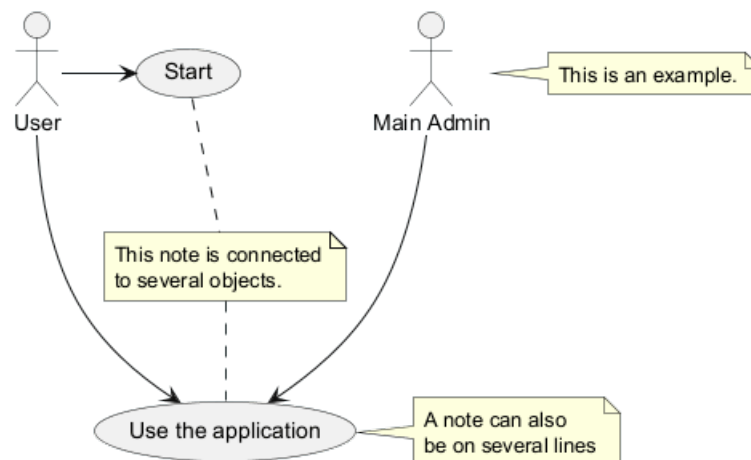 Start
This is an example.
User
Main Admin
This note is connected
to several objects.
Use the application
A note can also
be on several lines